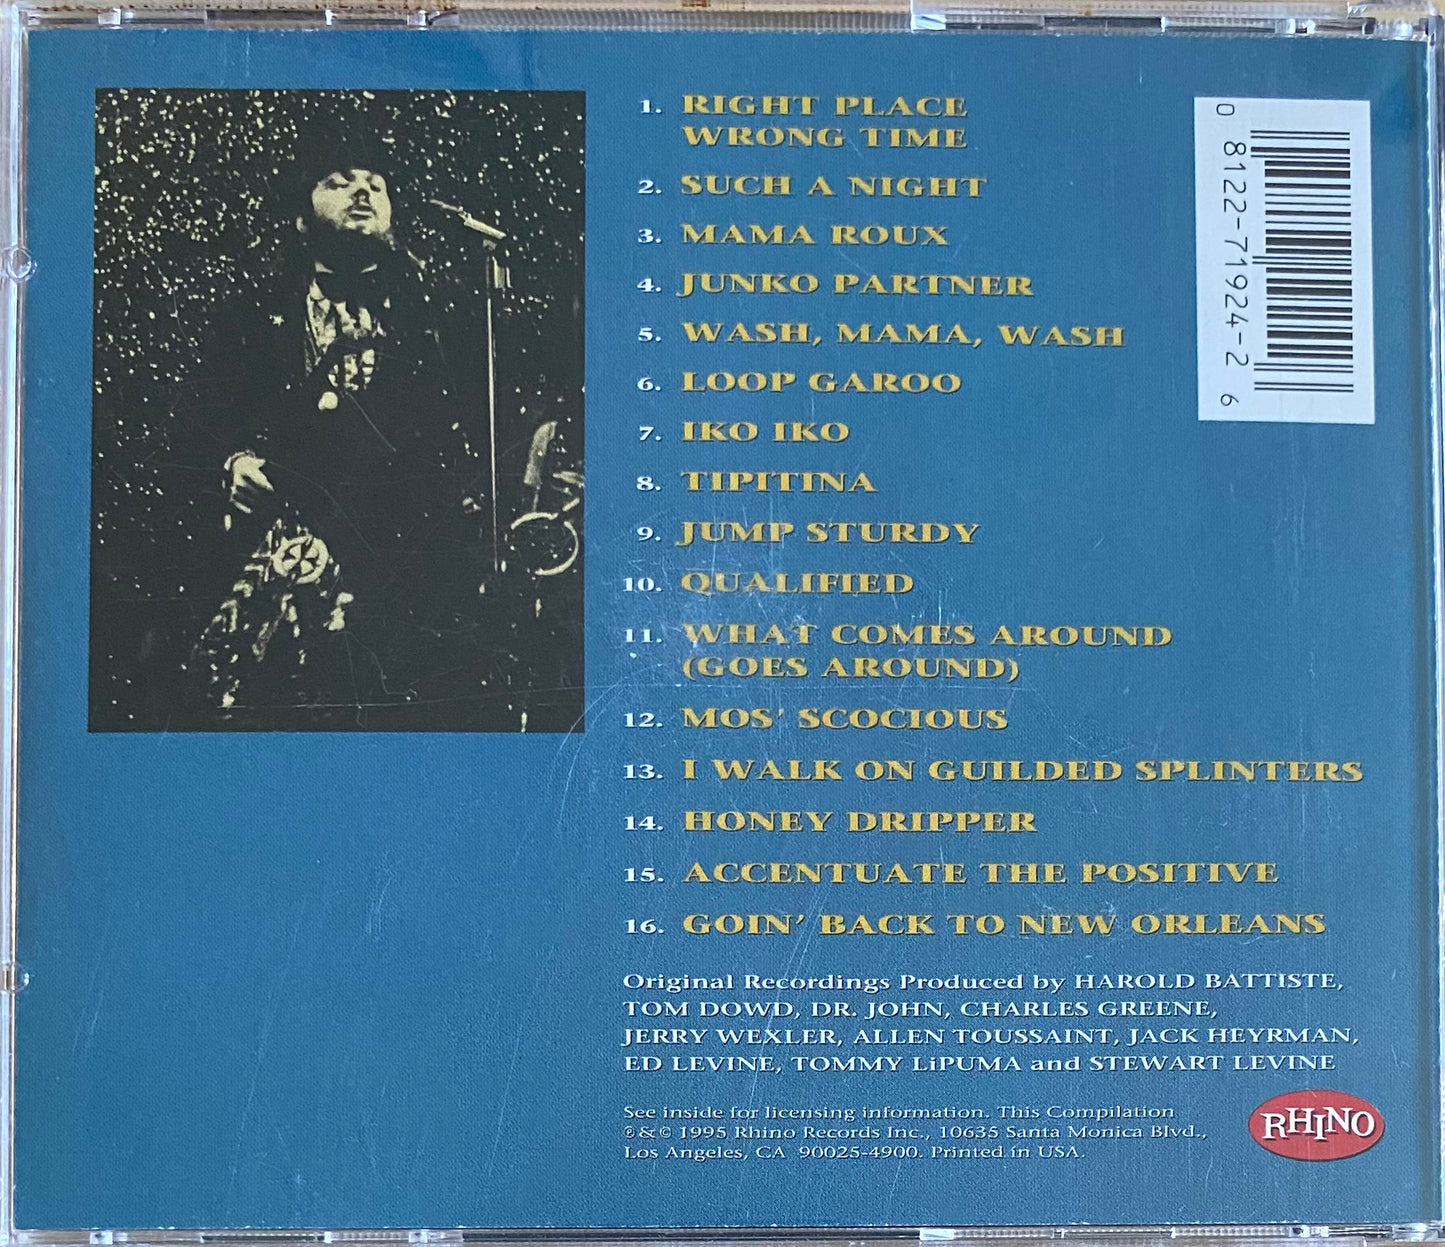 1. RIGHT PLACE
WRONG TIME
2. SUCH A NIGHT
3. MAMA ROUX
4. JUNKO PARTNER
5. WASH, MAMA, WASH
6. LOOP GAROO
7. IKO IKO
8. TIPITINA
9. JUMP STURDY
10. QUALIFIED
11. WHAT COMES AROUND
(GOES AROUND)
12. MOS' SCOCIOUS
13. I WALK ON GUILDED SPLINTERS
14. HONEY DRIPPER
15. ACCENTUATE THE POSITIVE
16. GOIN' BACK TO NEW ORLEANS
0 8122-71924-2 6
Original Recordings Produced by HAROLD BATTISTE,
TOM DOWD, DR. JOHN, CHARLES GREENE,
JERRY WEXLER, ALLEN TOUSSAINT, JACK HEYRMAN,
ED LEVINE, TOMMY LiPUMA and STEWART LEVINE
See inside for licensing information. This Compilation
℗ & © 1995 Rhino Records Inc., 10635 Santa Monica Blvd.,
Los Angeles, CA 90025-4900. Printed in USA.
RHINO